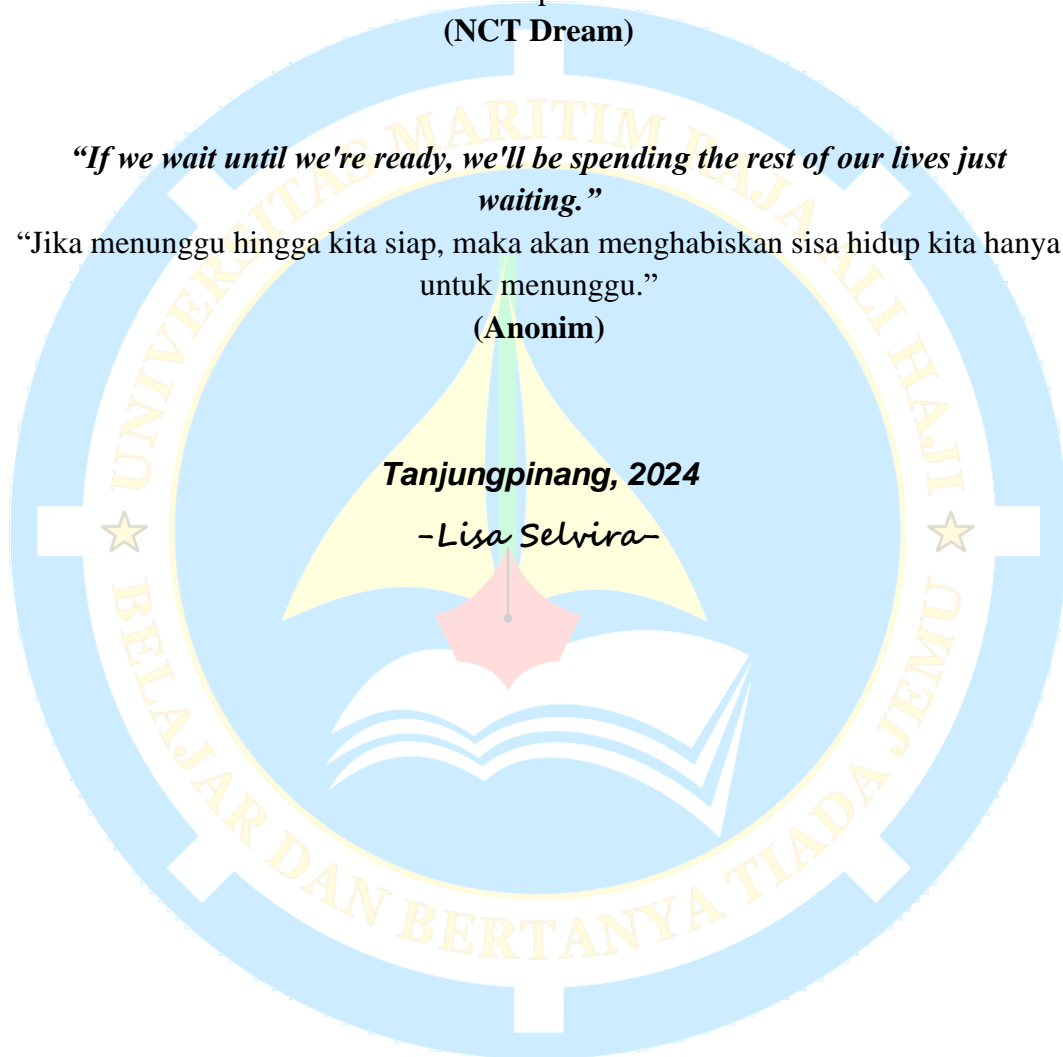 (NCT Dream)
“If we wait until we're ready, we'll be spending the rest of our lives just
waiting.”
“Jika menunggu hingga kita siap, maka akan menghabiskan sisa hidup kita hanya
untuk menunggu.”
(Anonim)
Tanjungpinang, 2024
-Lisa Selvira-
UNIVERSITAS MARITIM RAJA ALI HAJI
BELAJAR DAN BERTANYA TIADA JEMU